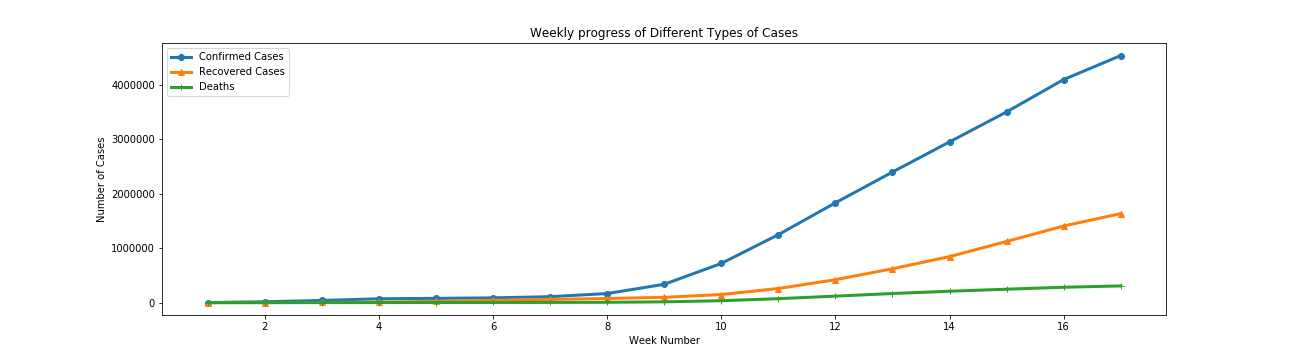 Weekly progress of Different Types of Cases
Confirmed Cases
Recovered Cases
Deaths
Number of Cases
4000000
3000000
2000000
1000000
0
2 4 6 8 10 12 14 16
Week Number